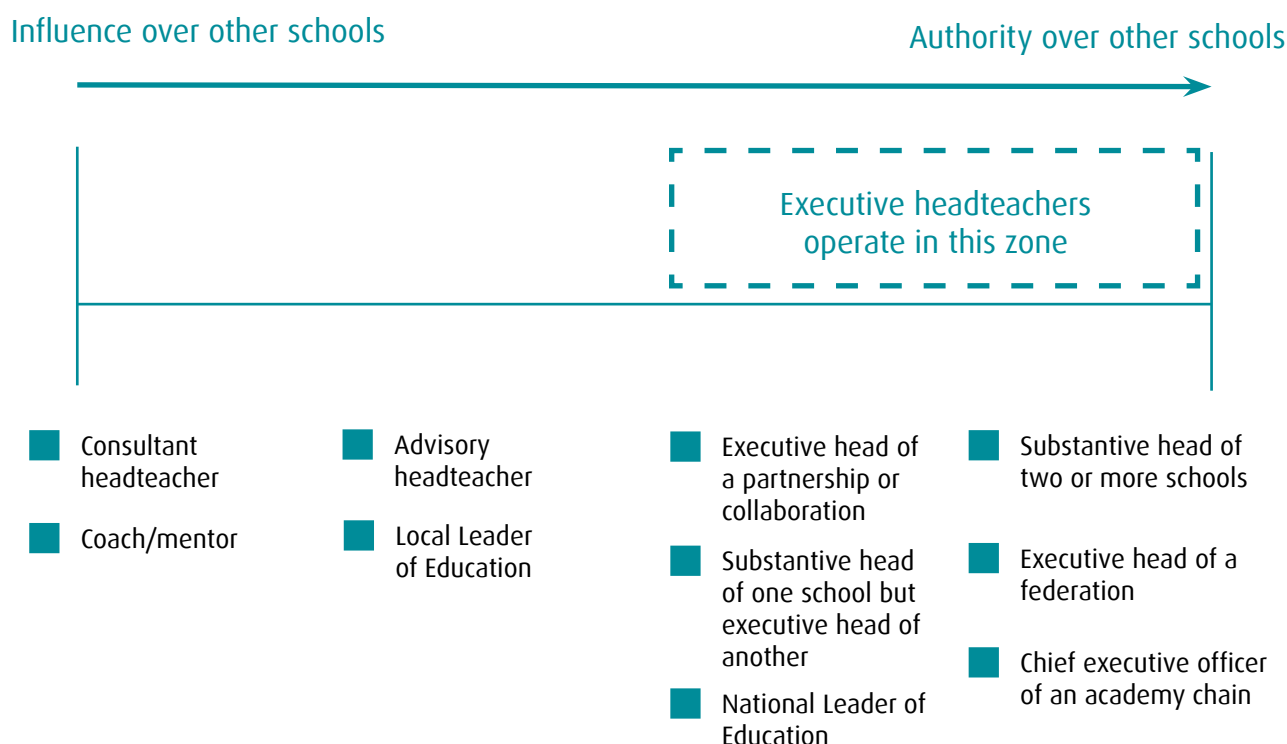 Influence over other schools
Authority over other schools
Executive headteachers
operate in this zone
Consultant
headteacher
Coach/mentor
Advisory
headteacher
Local Leader
of Education
Executive head of
a partnership or
collaboration
Substantive head
of one school but
executive head of
another
National Leader of
Education
Substantive head of
two or more schools
Executive head of a
federation
Chief executive officer
of an academy chain